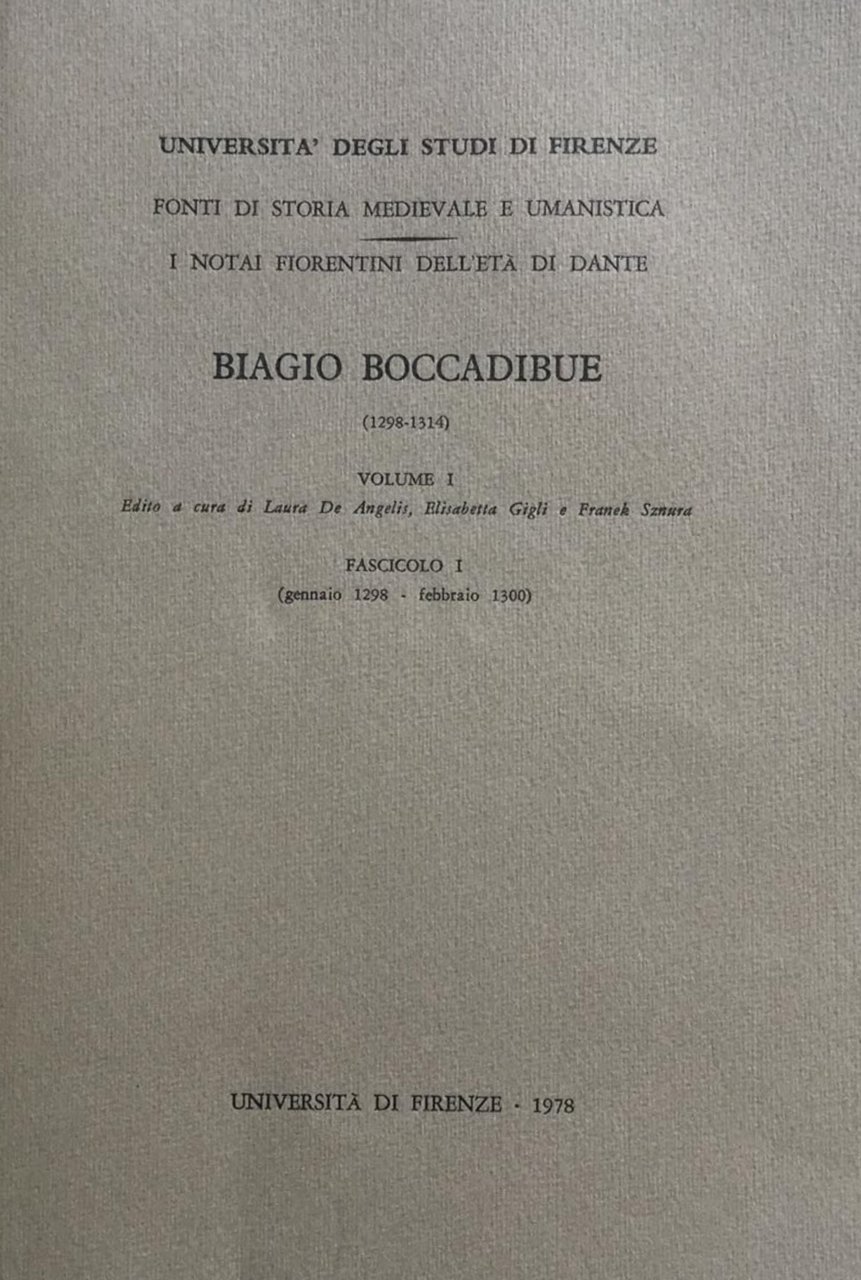 UNIVERSITA' DEGLI STUDI DI FIRENZE
FONTI DI STORIA MEDIEVALE E UMANISTICA
I NOTAI FIORENTINI DELL'ETÀ DI DANTE
BIAGIO BOCCADIBUE
(1298-1314)
VOLUME I
Edito a cura di Laura De Angelis, Elisabetta Gigli e Franek Sznura
FASCICOLO I
(gennaio 1298 - febbraio 1300)
UNIVERSITÀ DI FIRENZE - 1978